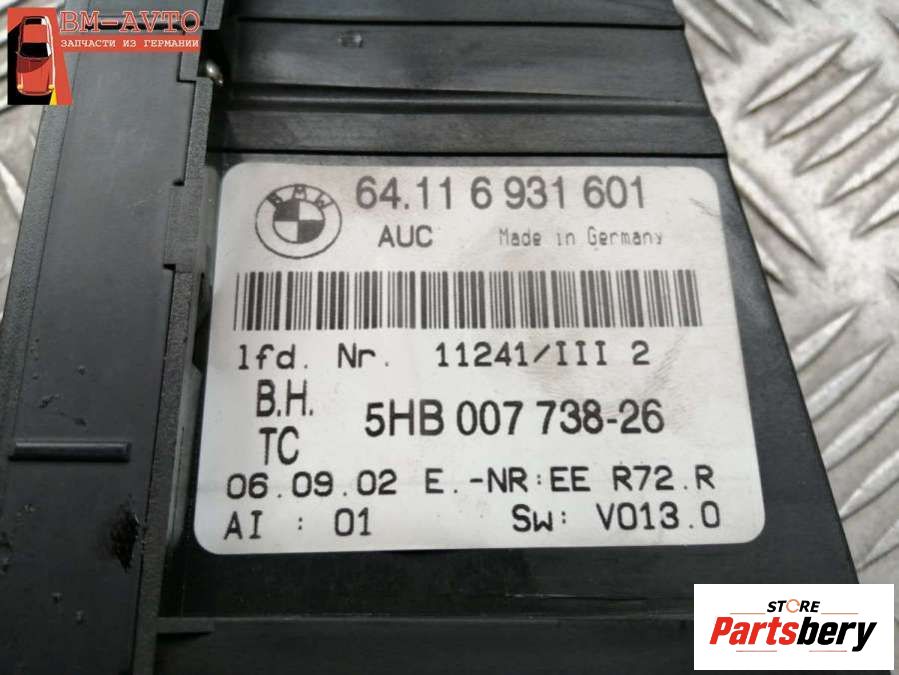 BM-AVTO
ЗАПЧАСТИ ИЗ ГЕРМАНИИ
BMW
64.11 6 931 601
AUC Made in Germany
lfd. Nr. 11241/III 2
B.H.
TC
5HB 007 738-26
06.09.02 E.-NR:EE R72.R
AI : 01 SW: V013.0
STORE
Partsbery